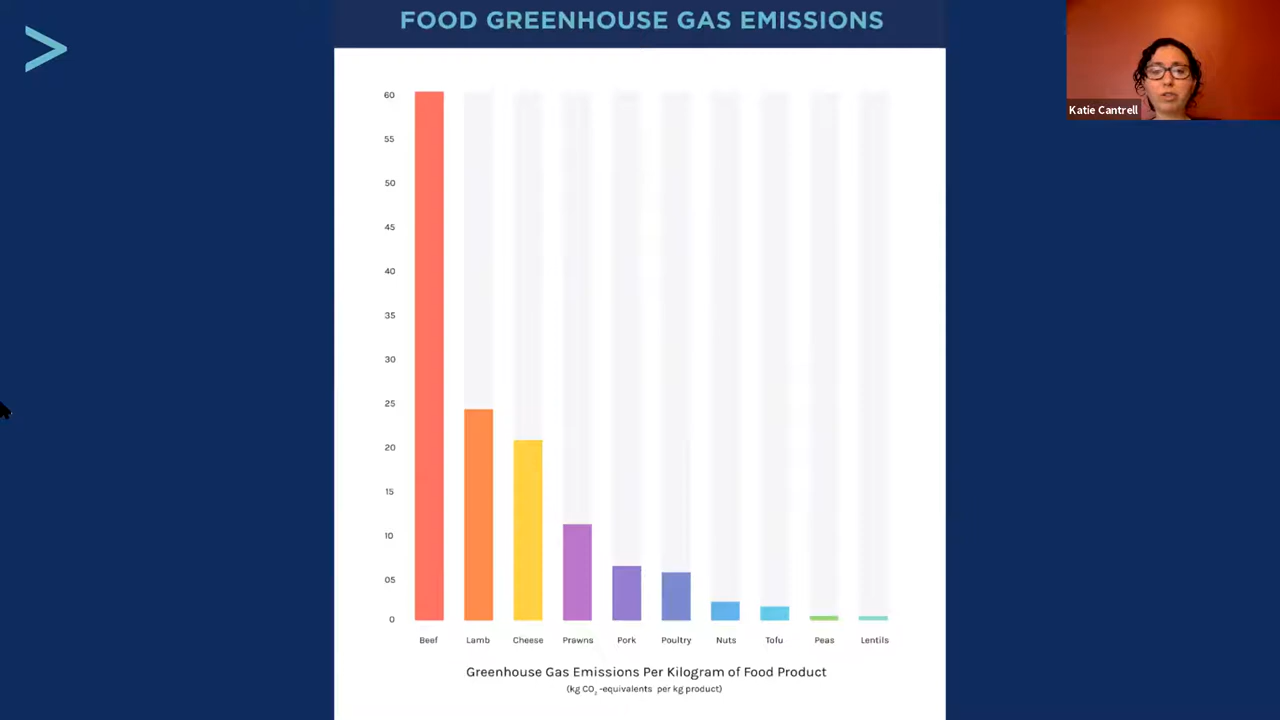 FOOD GREENHOUSE GAS EMISSIONS
Katie Cantrell
60
55
50
45
40
35
30
25
20
15
10
05
0
Beef Lamb Cheese Prawns Pork Poultry Nuts Tofu Peas Lentils
Greenhouse Gas Emissions Per Kilogram of Food Product
(kg CO₂-equivalents per kg product)